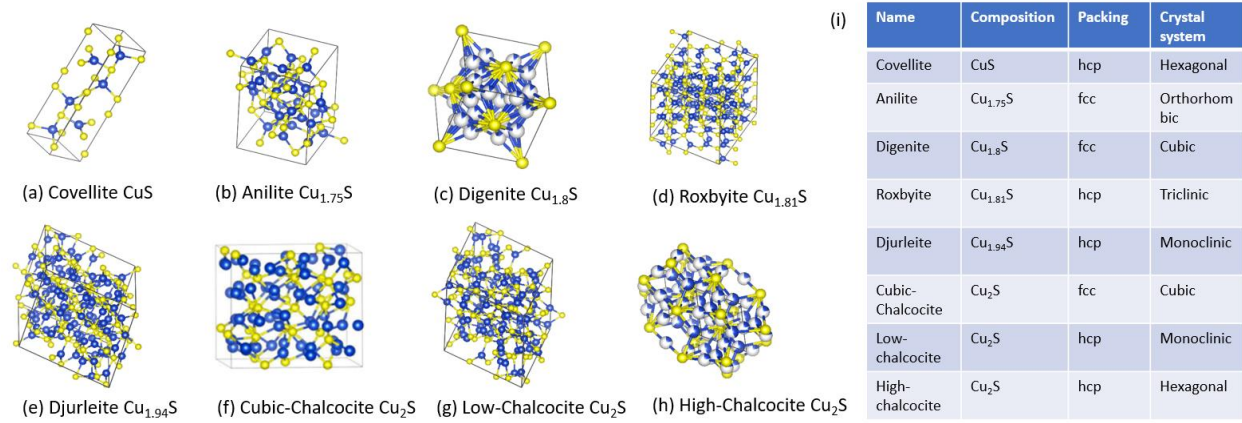 (a) Covellite CuS
(b) Anilite Cu₁.₇₅S
(c) Digenite Cu₁.₈S
(d) Roxbyite Cu₁.₈₁S
(e) Djurleite Cu₁.₉₄S
(f) Cubic-Chalcocite Cu₂S
(g) Low-Chalcocite Cu₂S
(h) High-Chalcocite Cu₂S
(i)
Name Composition Packing Crystal
system
Covellite CuS hcp Hexagonal
Anilite Cu₁.₇₅S fcc Orthorhom
bic
Digenite Cu₁.₈S fcc Cubic
Roxbyite Cu₁.₈₁S hcp Triclinic
Djurleite Cu₁.₉₄S hcp Monoclinic
Cubic- Cu₂S fcc Cubic
Chalcocite
Low- Cu₂S hcp Monoclinic
chalcocite
High- Cu₂S hcp Hexagonal
chalcocite